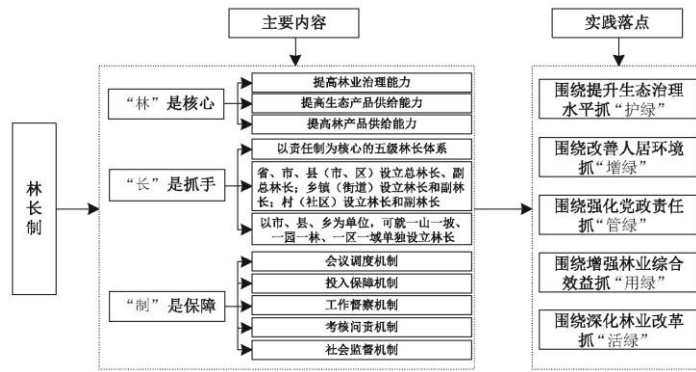 主要内容
实践落点
林长制
“林”是核心
提高林业治理能力
提高生态产品供给能力
提高林产品供给能力
“长”是抓手
以责任制为核心的五级林长体系
省、市、县（市、区）设立总林长、副
总林长；乡镇（街道）设立林长和副林
长；村（社区）设立林长和副林长
以市、县、乡为单位，可就一山一坡、
一园一林、一区一域单独设立林长
“制”是保障
会议调度机制
投入保障机制
工作督察机制
考核问责机制
社会监督机制
围绕提升生态治理
水平抓“护绿”
围绕改善人居环境
抓“增绿”
围绕强化党政责任
抓“管绿”
围绕增强林业综合
效益抓“用绿”
围绕深化林业改革
抓“活绿”